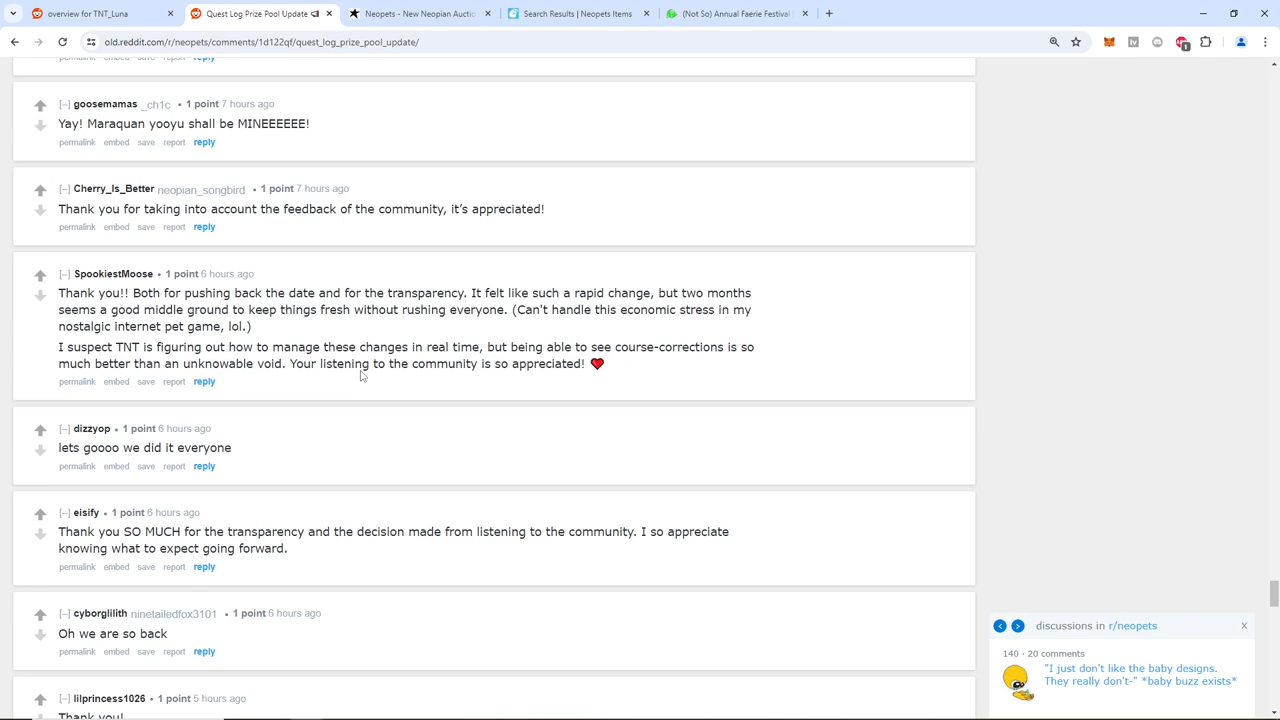 overview for TNT_Luna
Quest Log Prize Pool Update
Neopets - New Neopian Auctio
Search Results | Neopets Items
(Not So) Annual Faerie Festival
old.reddit.com/r/neopets/comments/1d122qf/quest_log_prize_pool_update/
1
permalink embed save report reply
[–] goosemamas _ch1c • 1 point 7 hours ago
Yay! Maraquan yooyu shall be MINEEEEEE!
permalink embed save report reply
[–] Cherry_Is_Better neopian_songbird • 1 point 7 hours ago
Thank you for taking into account the feedback of the community, it’s appreciated!
permalink embed save report reply
[–] SpookiestMoose • 1 point 6 hours ago
Thank you!! Both for pushing back the date and for the transparency. It felt like such a rapid change, but two months
seems a good middle ground to keep things fresh without rushing everyone. (Can't handle this economic stress in my
nostalgic internet pet game, lol.)
I suspect TNT is figuring out how to manage these changes in real time, but being able to see course-corrections is so
much better than an unknowable void. Your listening to the community is so appreciated! ❤
permalink embed save report reply
[–] dizzyop • 1 point 6 hours ago
lets goooo we did it everyone
permalink embed save report reply
[–] eisify • 1 point 6 hours ago
Thank you SO MUCH for the transparency and the decision made from listening to the community. I so appreciate
knowing what to expect going forward.
permalink embed save report reply
[–] cyborglilith ninetailedfox3101 • 1 point 6 hours ago
Oh we are so back
permalink embed save report reply
[–] lilprincess1026 • 1 point 5 hours ago
Thank you!
discussions in r/neopets X
140 · 20 comments
"I just don't like the baby designs.
They really don't-" *baby buzz exists*